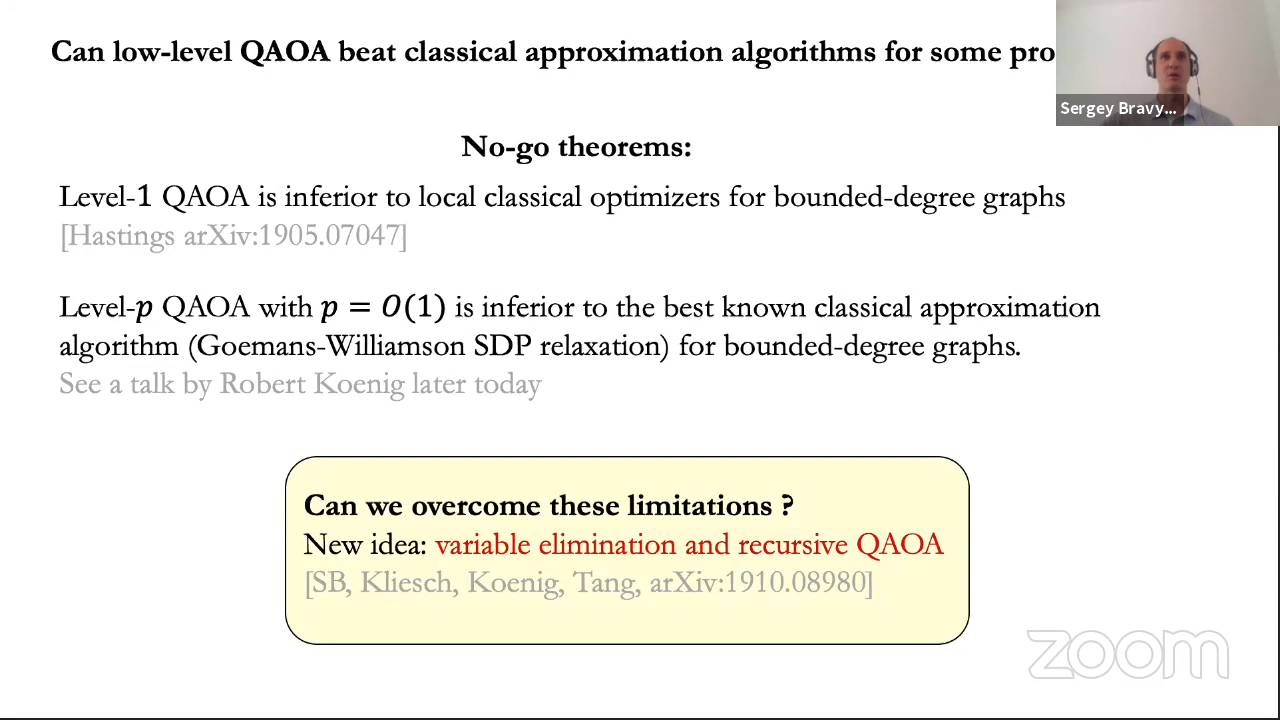 Can low-level QAOA beat classical approximation algorithms for some pro
Sergey Bravy...
No-go theorems:
Level-1 QAOA is inferior to local classical optimizers for bounded-degree graphs
[Hastings arXiv:1905.07047]
Level-p QAOA with p = O(1) is inferior to the best known classical approximation
algorithm (Goemans-Williamson SDP relaxation) for bounded-degree graphs.
See a talk by Robert Koenig later today
Can we overcome these limitations ?
New idea: variable elimination and recursive QAOA
[SB, Kliesch, Koenig, Tang, arXiv:1910.08980]
zoom